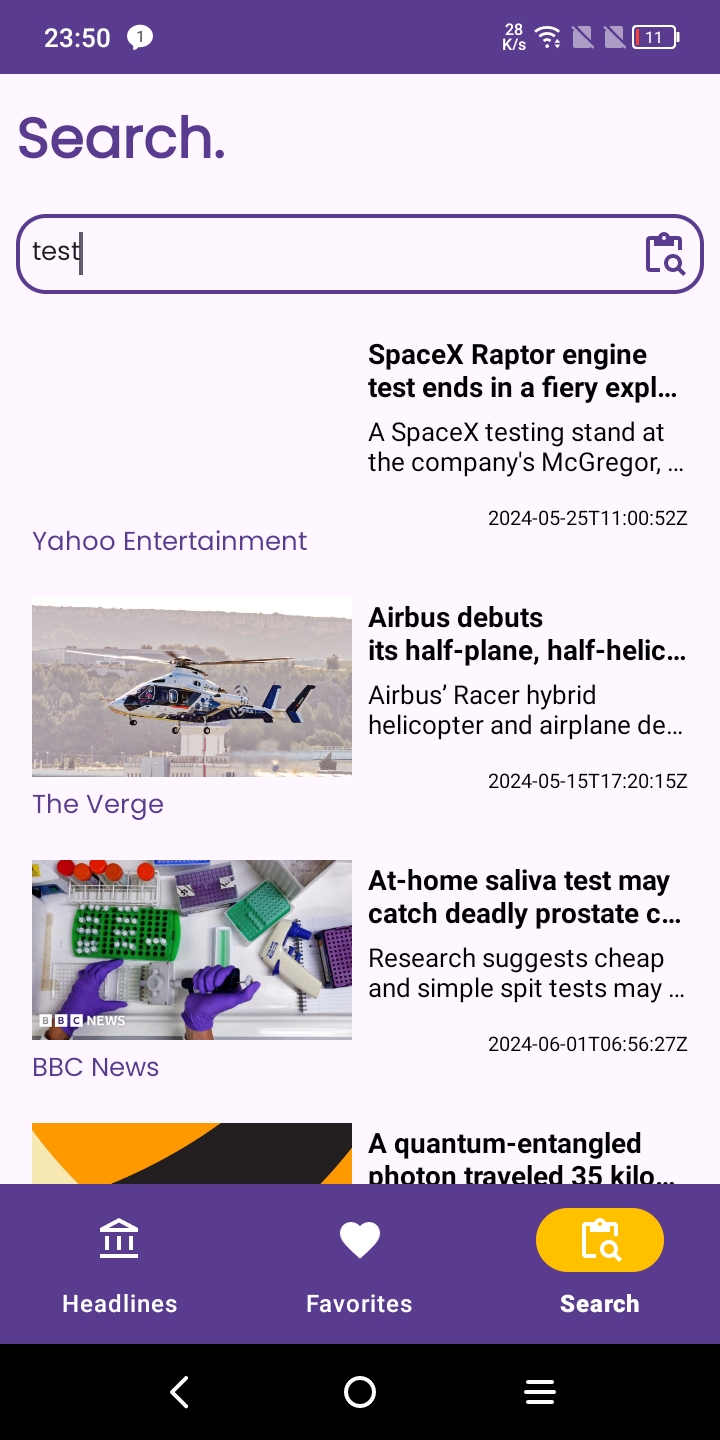 23:50
1
28
K/s
11
Search.
test
SpaceX Raptor engine
test ends in a fiery expl...
A SpaceX testing stand at
the company's McGregor, ...
2024-05-25T11:00:52Z
Yahoo Entertainment
Airbus debuts
its half-plane, half-helic...
Airbus’ Racer hybrid
helicopter and airplane de...
2024-05-15T17:20:15Z
The Verge
At-home saliva test may
catch deadly prostate c...
Research suggests cheap
and simple spit tests may ...
2024-06-01T06:56:27Z
BBC NEWS
BBC News
A quantum-entangled
photon traveled 35 kilo...
Headlines
Favorites
Search